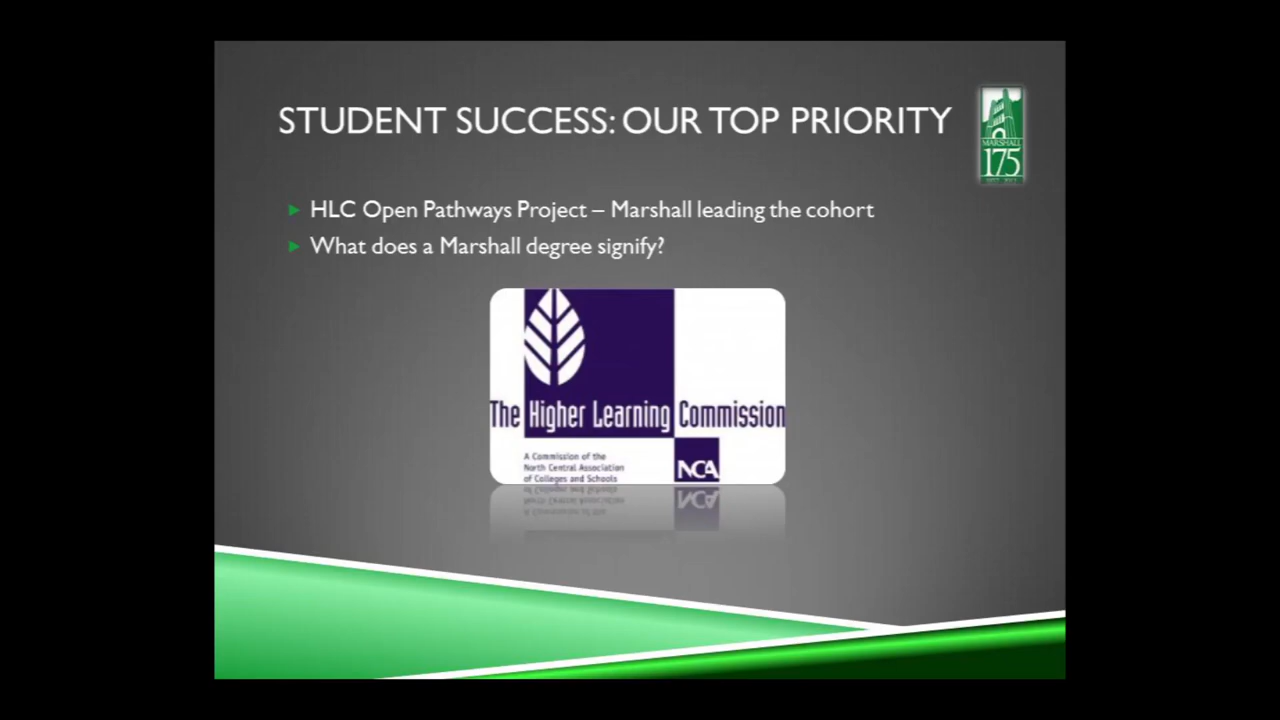 STUDENT SUCCESS: OUR TOP PRIORITY
MARSHALL
175
HLC Open Pathways Project – Marshall leading the cohort
What does a Marshall degree signify?
The Higher Learning Commission
A Commission of the
North Central Association
of Colleges and Schools
NCA